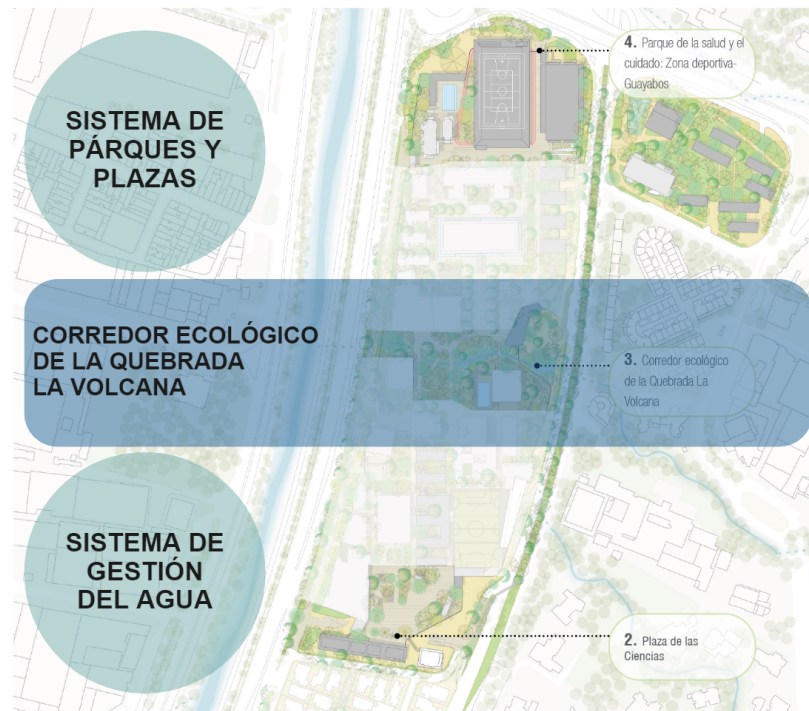 SISTEMA DE
PÁRQUES Y
PLAZAS
4. Parque de la salud y el
cuidado: Zona deportiva-
Guayabos
CORREDOR ECOLÓGICO
DE LA QUEBRADA
LA VOLCANA
3. Corredor ecológico
de la Quebrada La
Volcana
SISTEMA DE
GESTIÓN
DEL AGUA
2. Plaza de las
Ciencias